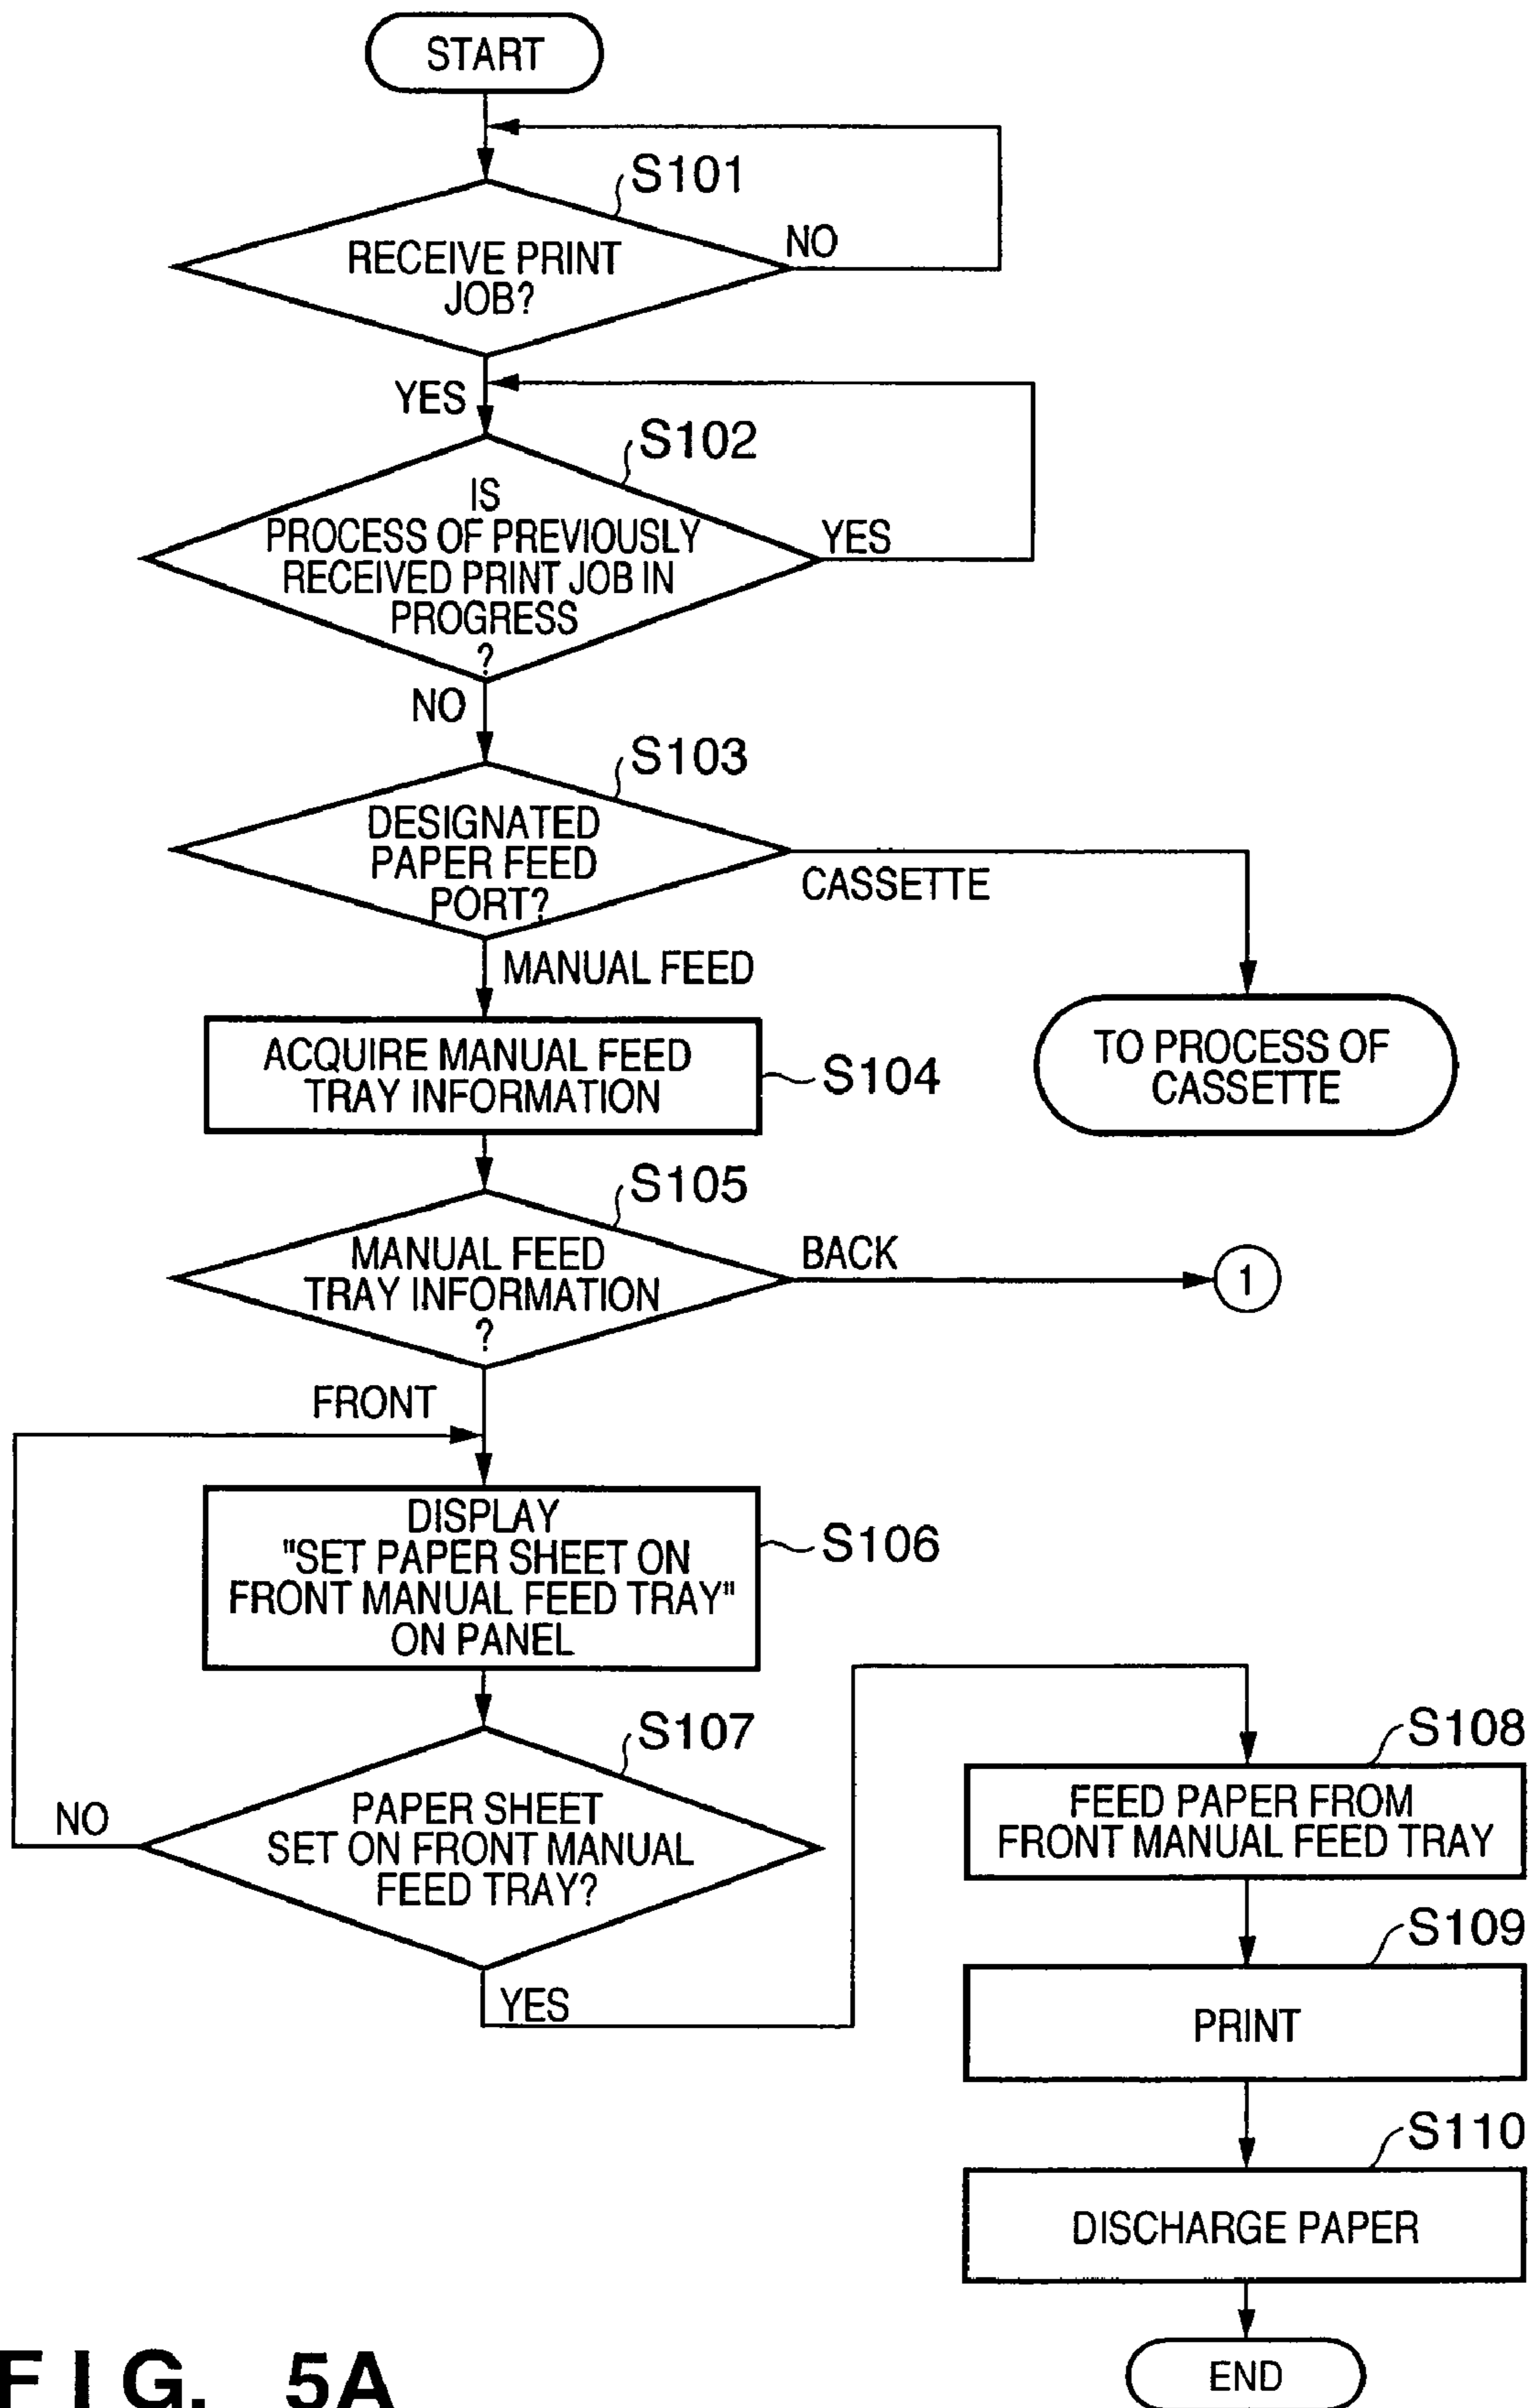 START
S101
RECEIVE PRINT
JOB?
NO
YES
S102
IS
PROCESS OF PREVIOUSLY
RECEIVED PRINT JOB IN
PROGRESS
?
YES
NO
S103
DESIGNATED
PAPER FEED
PORT?
CASSETTE
MANUAL FEED
TO PROCESS OF
CASSETTE
ACQUIRE MANUAL FEED
TRAY INFORMATION
S104
S105
MANUAL FEED
TRAY INFORMATION
?
BACK
1
FRONT
DISPLAY
"SET PAPER SHEET ON
FRONT MANUAL FEED TRAY"
ON PANEL
S106
S107
PAPER SHEET
SET ON FRONT MANUAL
FEED TRAY?
NO
YES
S108
FEED PAPER FROM
FRONT MANUAL FEED TRAY
S109
PRINT
S110
DISCHARGE PAPER
END
FIG. 5A